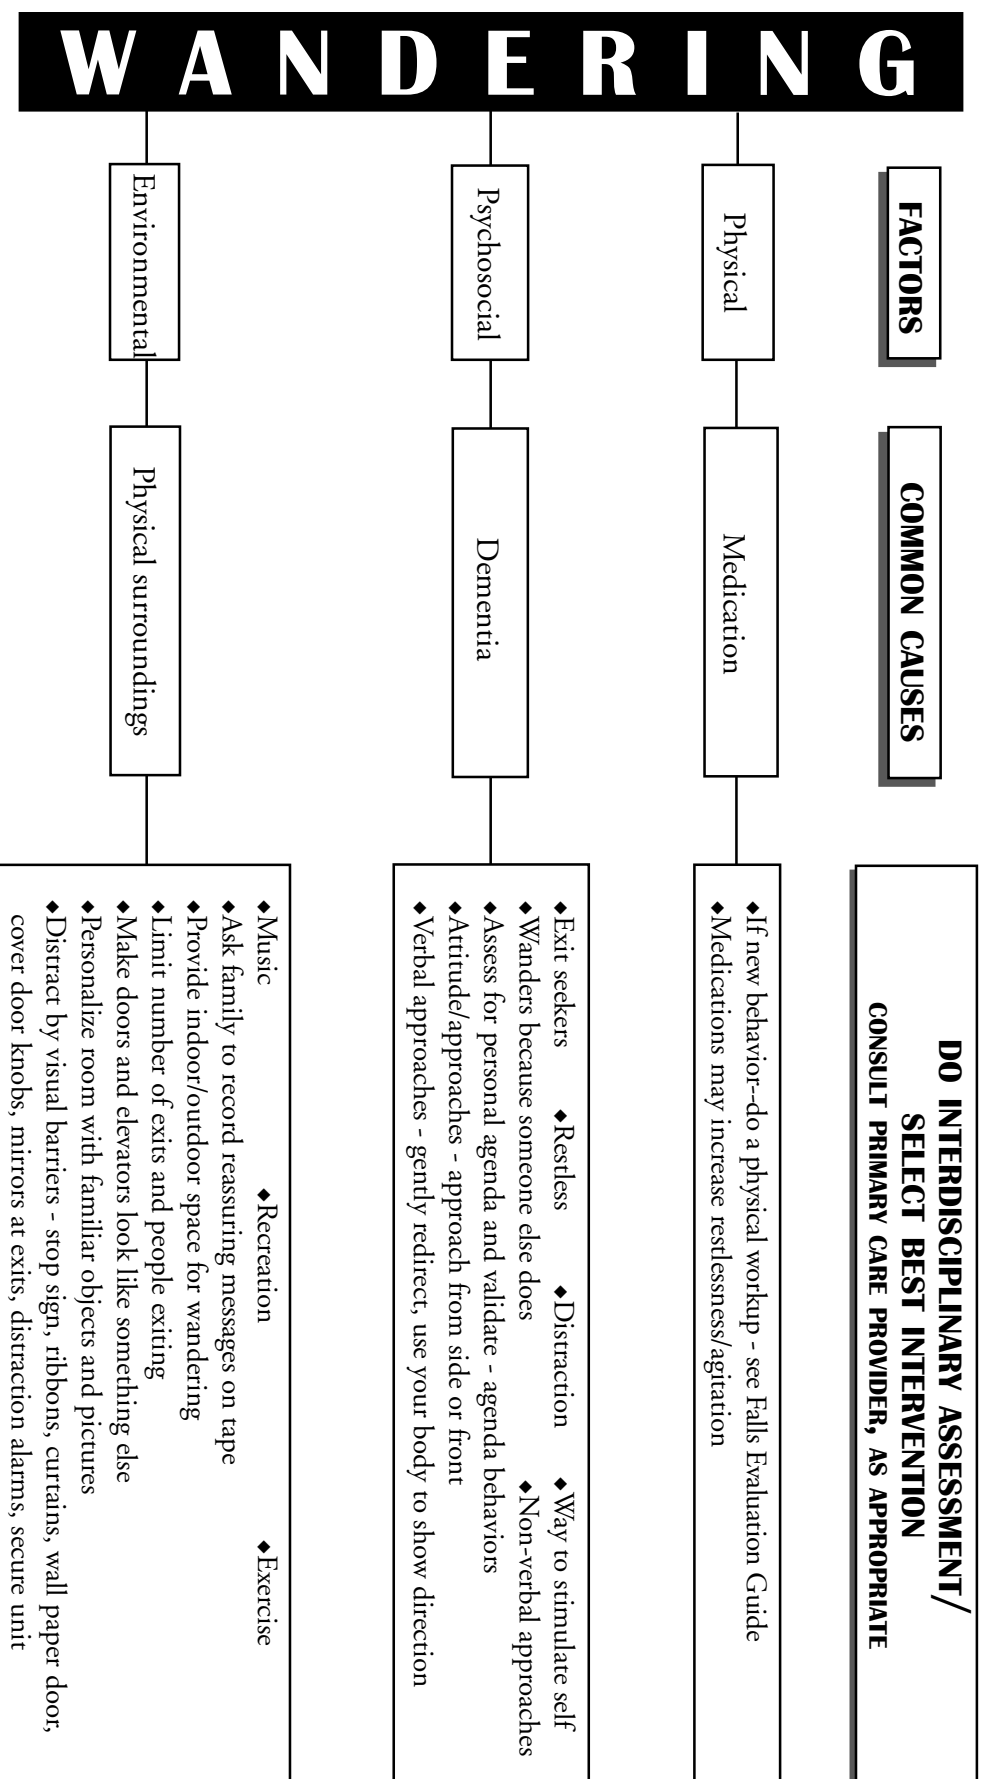 WANDERING
FACTORS
COMMON CAUSES
DO INTERDISCIPLINARY ASSESSMENT/
SELECT BEST INTERVENTION
CONSULT PRIMARY CARE PROVIDER, AS APPROPRIATE
Physical
Medication
◆If new behavior--do a physical workup - see Falls Evaluation Guide
◆Medications may increase restlessness/agitation
Psychosocial
Dementia
◆Exit seekers ◆Restless ◆Distraction ◆Way to stimulate self
◆Wanders because someone else does ◆Non-verbal approaches
◆Assess for personal agenda and validate - agenda behaviors
◆Attitude/approaches - approach from side or front
◆Verbal approaches - gently redirect, use your body to show direction
Environmental
Physical surroundings
◆Music ◆Recreation ◆Exercise
◆Ask family to record reassuring messages on tape
◆Provide indoor/outdoor space for wandering
◆Limit number of exits and people exiting
◆Make doors and elevators look like something else
◆Personalize room with familiar objects and pictures
◆Distract by visual barriers - stop sign, ribbons, curtains, wall paper door,
cover door knobs, mirrors at exits, distraction alarms, secure unit